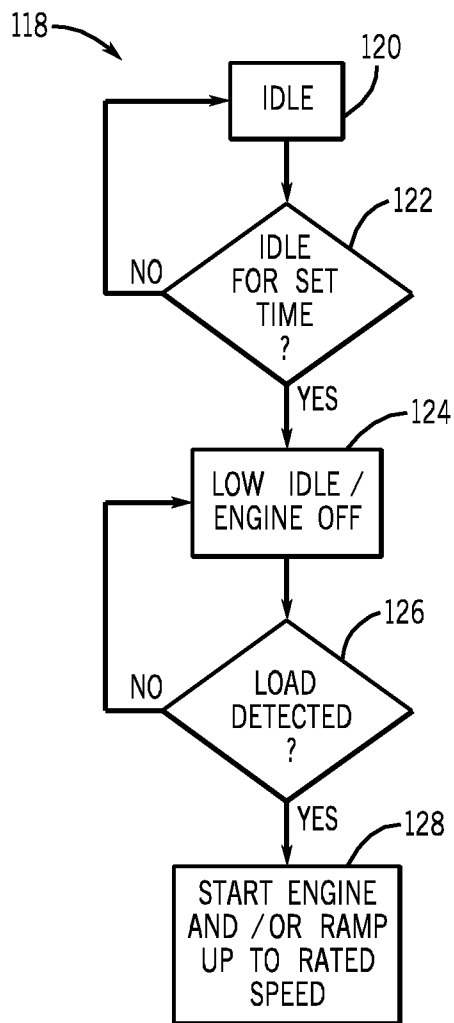 118
120
IDLE
122
IDLE
FOR SET
TIME
?
NO
YES
124
LOW IDLE /
ENGINE OFF
126
LOAD
DETECTED
?
NO
YES
128
START ENGINE
AND /OR RAMP
UP TO RATED
SPEED